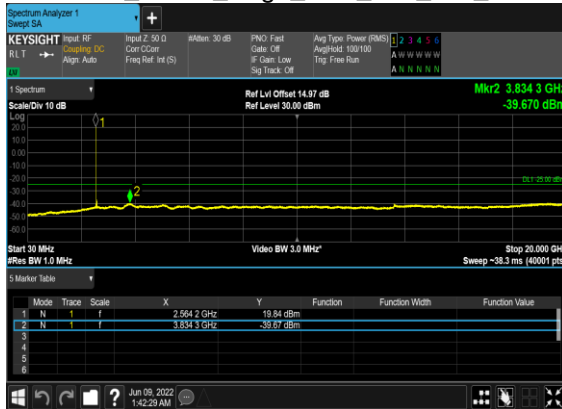 Spectrum Analyzer 1
Swept SA
+
KEYSIGHT Input: RF Input Z: 50 Ω #Atten: 30 dB PNO: Fast Avg Type: Power (RMS) 1 2 3 4 5 6
RLT Coupling: DC Corr CCorr Gate: Off Avg|Hold: 100/100 A W W W W W
Align: Auto Freq Ref: Int (S) IF Gain: Low Trig: Free Run
Sig Track: Off A N N N N N
1 Spectrum Ref Lvl Offset 14.97 dB Mkr2 3.834 3 GHz
Scale/Div 10 dB Ref Level 30.00 dBm -39.670 dBm
Log
20.0
10.0
0.00
-10.0
-20.0
-30.0
-40.0
-50.0
-60.0
1
2
DL1 -25.00 dBm
Start 30 MHz Video BW 3.0 MHz* Stop 20.000 GHz
#Res BW 1.0 MHz Sweep ~38.3 ms (40001 pts)
5 Marker Table
Mode Trace Scale X Y Function Function Width Function Value
1 N 1 f 2.564 2 GHz 19.84 dBm
2 N 1 f 3.834 3 GHz -39.67 dBm
3
4
5
6
? Jun 09, 2022
1:42:29 AM